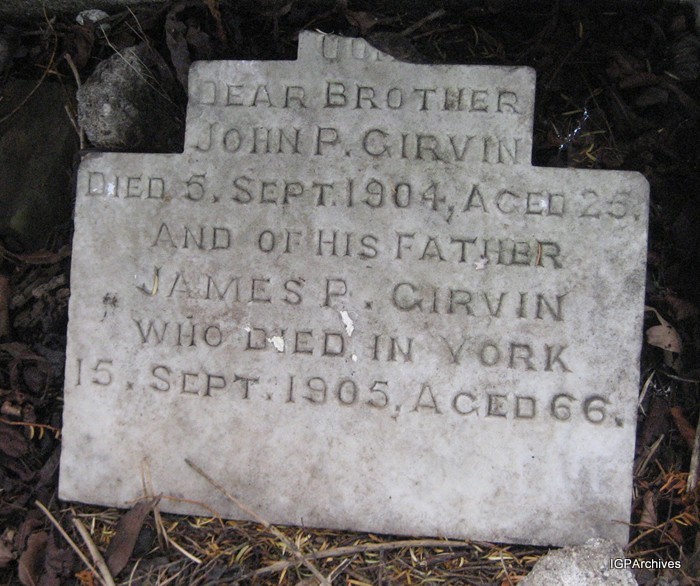 OUR
DEAR BROTHER
JOHN P. GIRVIN
DIED 5. SEPT. 1904, AGED 25.
AND OF HIS FATHER
JAMES P. GIRVIN
WHO DIED IN YORK
15. SEPT. 1905, AGED 66.
IGPArchives